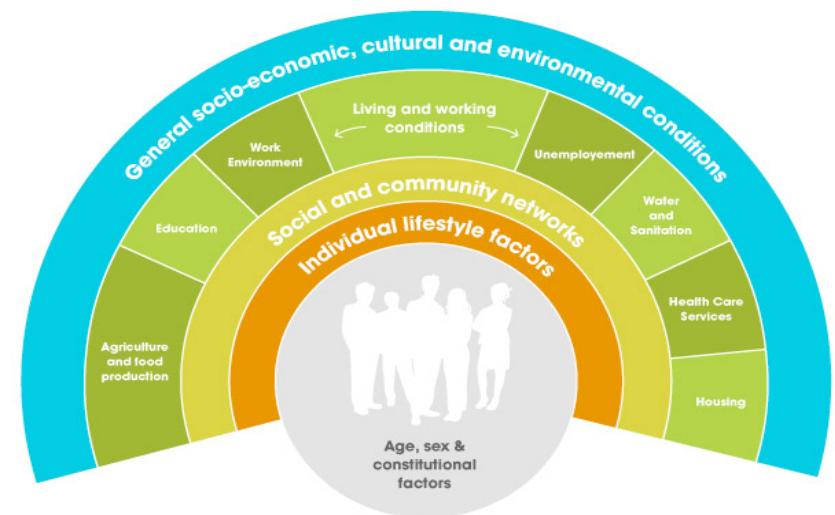 General socio-economic, cultural and environmental conditions
Living and working
conditions
Work
Environment
Unemployement
Education
Water
and
Sanitation
Agriculture
and food
production
Health Care
Services
Housing
Social and community networks
Individual lifestyle factors
Age, sex &
constitutional
factors